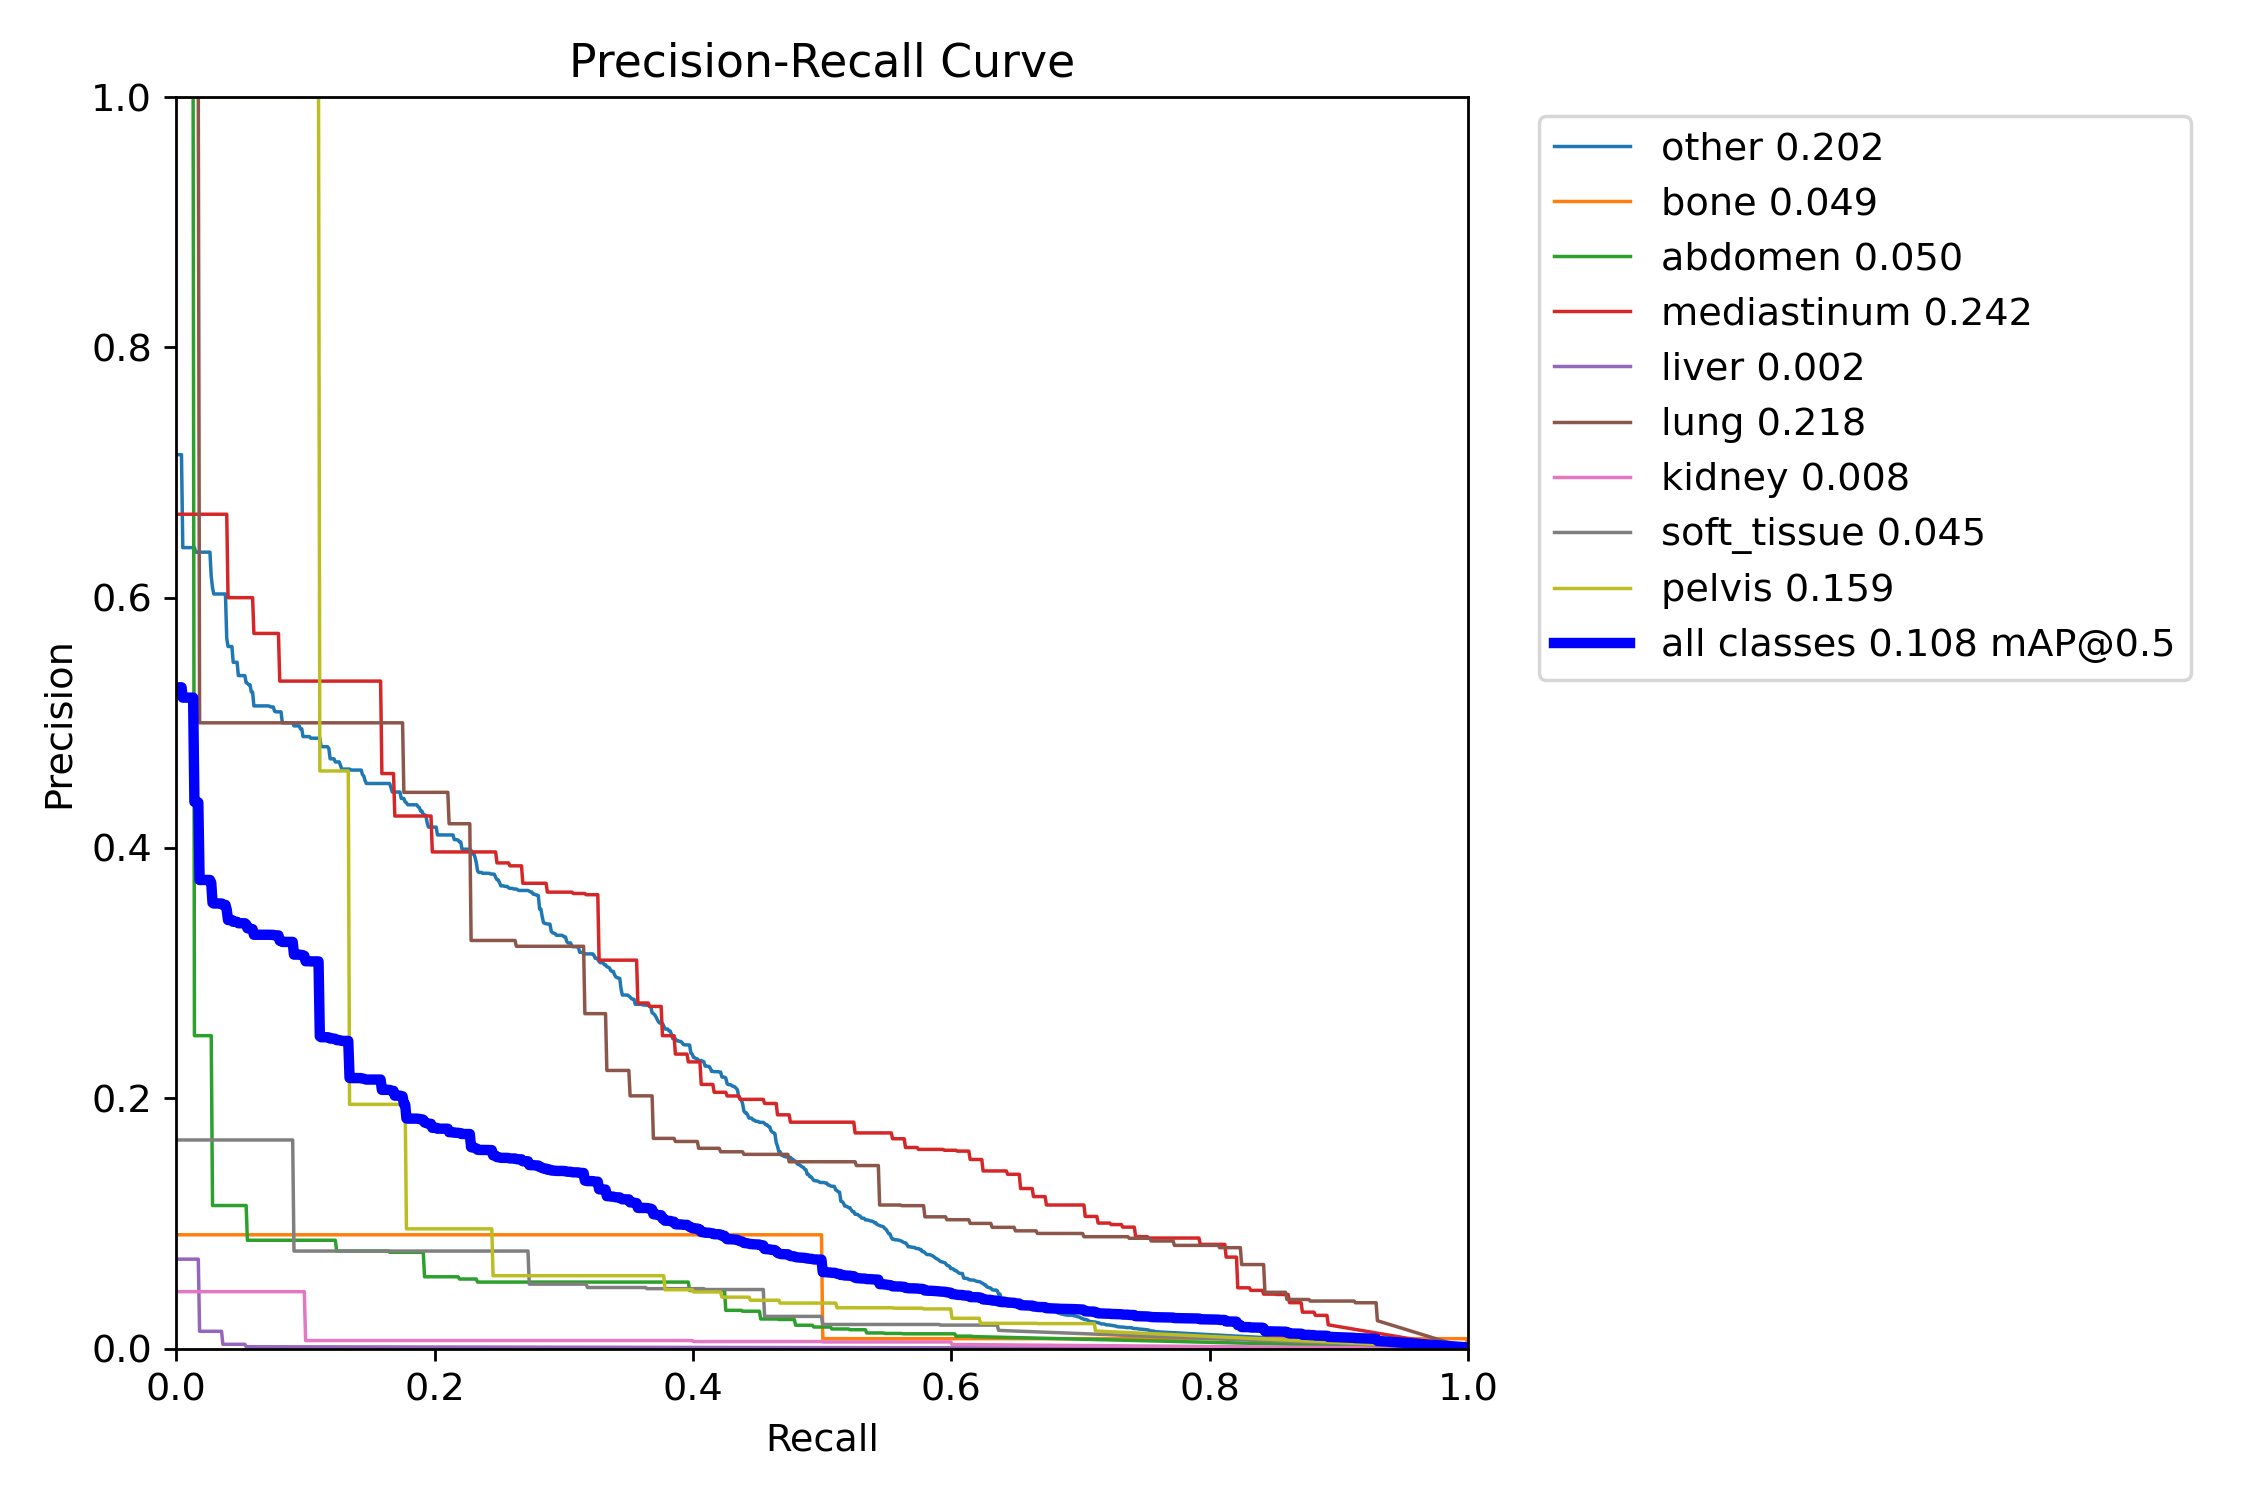 Precision-Recall Curve
1.0
0.8
0.6
0.4
0.2
0.0
Precision
0.0 0.2 0.4 0.6 0.8 1.0
Recall
other 0.202
bone 0.049
abdomen 0.050
mediastinum 0.242
liver 0.002
lung 0.218
kidney 0.008
soft_tissue 0.045
pelvis 0.159
all classes 0.108 mAP@0.5